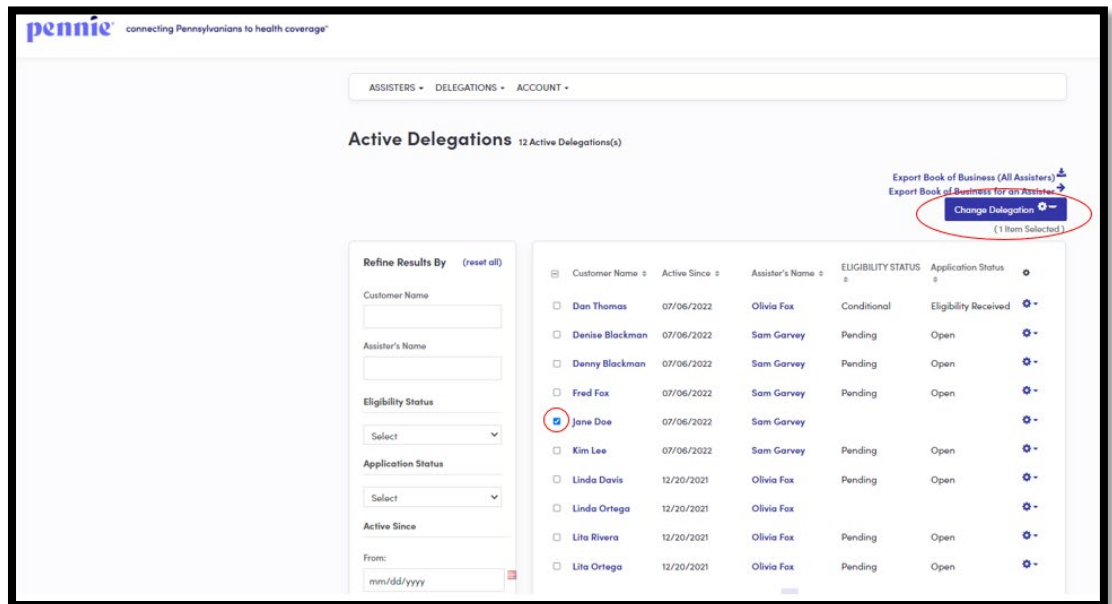 pennie connecting Pennsylvanians to health coverage™
ASSISTERS DELEGATIONS ACCOUNT
Active Delegations 12 Active Delegations(s)
Export Book of Business (All Assisters)
Export Book of Business for an Assister
Change Delegation
(1 Item Selected)
Refine Results By (reset all)
Customer Name
Assister's Name
Eligibility Status
Select
Application Status
Select
Active Since
From:
mm/dd/yyyy
Customer Name Active Since Assister's Name ELIGIBILITY STATUS Application Status
Dan Thomas 07/06/2022 Olivia Fox Conditional Eligibility Received
Denise Blackman 07/06/2022 Sam Garvey Pending Open
Denny Blackman 07/06/2022 Sam Garvey Pending Open
Fred Fox 07/06/2022 Sam Garvey Pending Open
Jane Doe 07/06/2022 Sam Garvey
Kim Lee 07/06/2022 Sam Garvey Pending Open
Linda Davis 12/20/2021 Olivia Fox Pending Open
Linda Ortega 12/20/2021 Olivia Fox
Lita Rivera 12/20/2021 Olivia Fox Pending Open
Lita Ortega 12/20/2021 Olivia Fox Pending Open